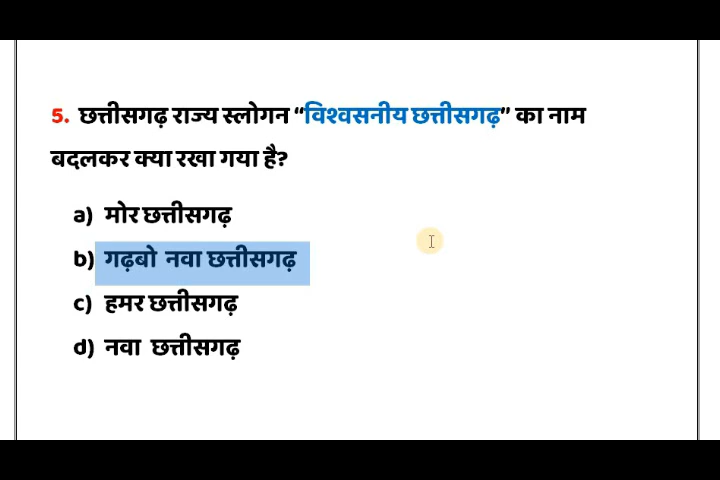 5. छत्तीसगढ़ राज्य स्लोगन “विश्वसनीय छत्तीसगढ़” का नाम
बदलकर क्या रखा गया है?
a) मोर छत्तीसगढ़
b) गढ़बो नवा छत्तीसगढ़
c) हमर छत्तीसगढ़
d) नवा छत्तीसगढ़